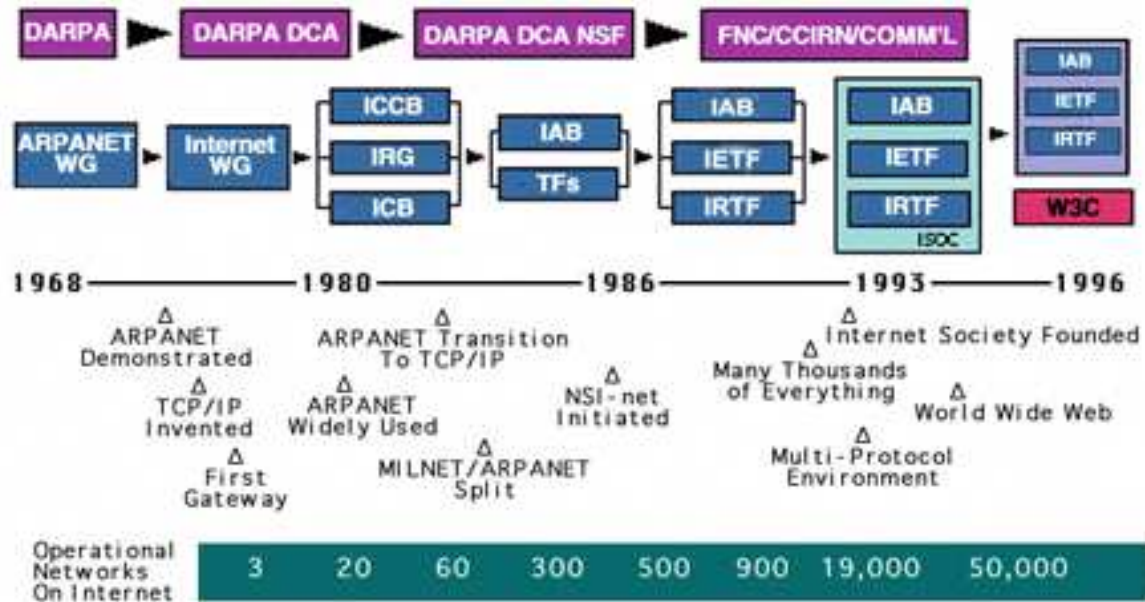 DARPA
DARPA DCA
DARPA DCA NSF
FNC/CCIRN/COMM'L
ARPANET
WG
Internet
WG
ICCB
IRG
ICB
IAB
TFs
IAB
IETF
IRTF
IAB
IETF
IRTF
ISOC
IAB
IETF
IRTF
W3C
1968
1980
1986
1993
1996
ARPANET
Demonstrated
TCP/IP
Invented
First
Gateway
ARPANET Transition
To TCP/IP
ARPANET
Widely Used
MILNET/ARPANET
Split
NSI-net
Initiated
Internet Society Founded
Many Thousands
of Everything
World Wide Web
Multi-Protocol
Environment
Operational
Networks
On Internet
3 20 60 300 500 900 19,000 50,000